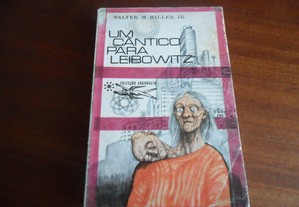 WALTER M. MILLER JR.
UM
CÂNTICO
PARA
LEIBOWITZ
COLECÇÃO ARGONAUTA